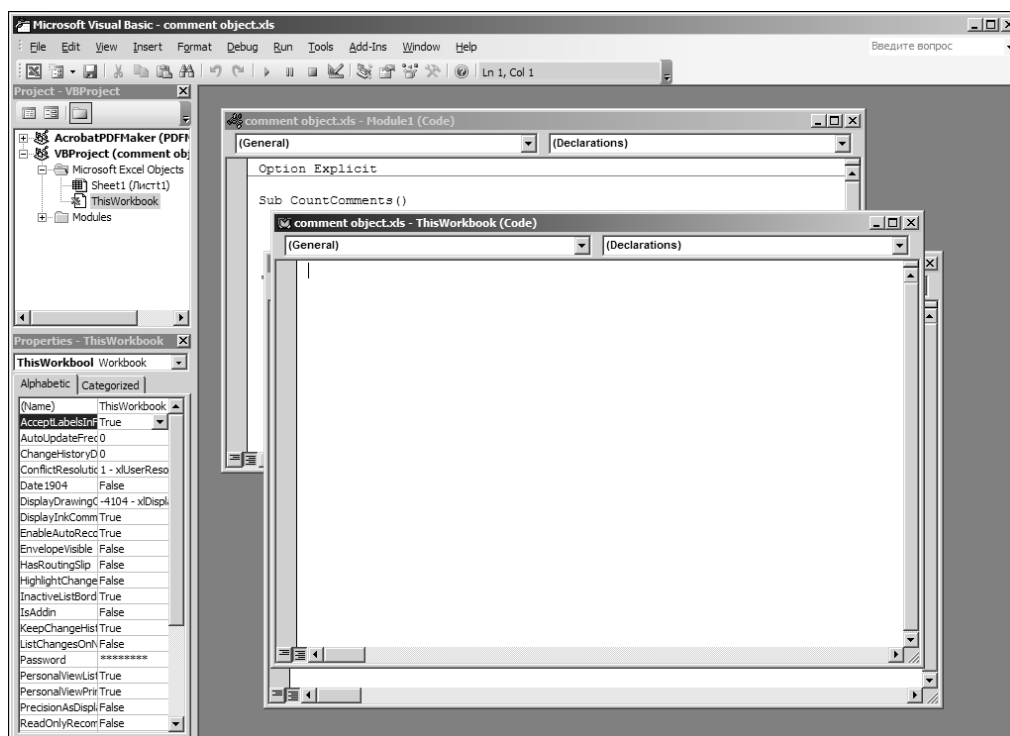 Microsoft Visual Basic - comment object.xls
File Edit View Insert Format Debug Run Tools Add-Ins Window Help Введите вопрос
Ln 1, Col 1
Project - VBProject
AcrobatPDFMaker (PDFM
VBProject (comment obj
Microsoft Excel Objects
Sheet1 (Листt1)
ThisWorkbook
Modules
comment object.xls - Module1 (Code)
(General) (Declarations)
Option Explicit
Sub CountComments()
comment object.xls - ThisWorkbook (Code)
(General) (Declarations)
Properties - ThisWorkbook
ThisWorkbool Workbook
Alphabetic Categorized
(Name) ThisWorkbook
AcceptLabelsInF True
AutoUpdateFrec 0
ChangeHistoryD 0
ConflictResolutic 1 - xlUserReso
Date1904 False
DisplayDrawingC -4104 - xlDispl
DisplayInkComm True
EnableAutoRecc True
EnvelopeVisible False
HasRoutingSlip False
HighlightChange False
InactiveListBord True
IsAddin False
KeepChangeHist True
ListChangesOnN False
Password ********
PersonalViewList True
PersonalViewPrin True
PrecisionAsDispl False
ReadOnlyRecom False